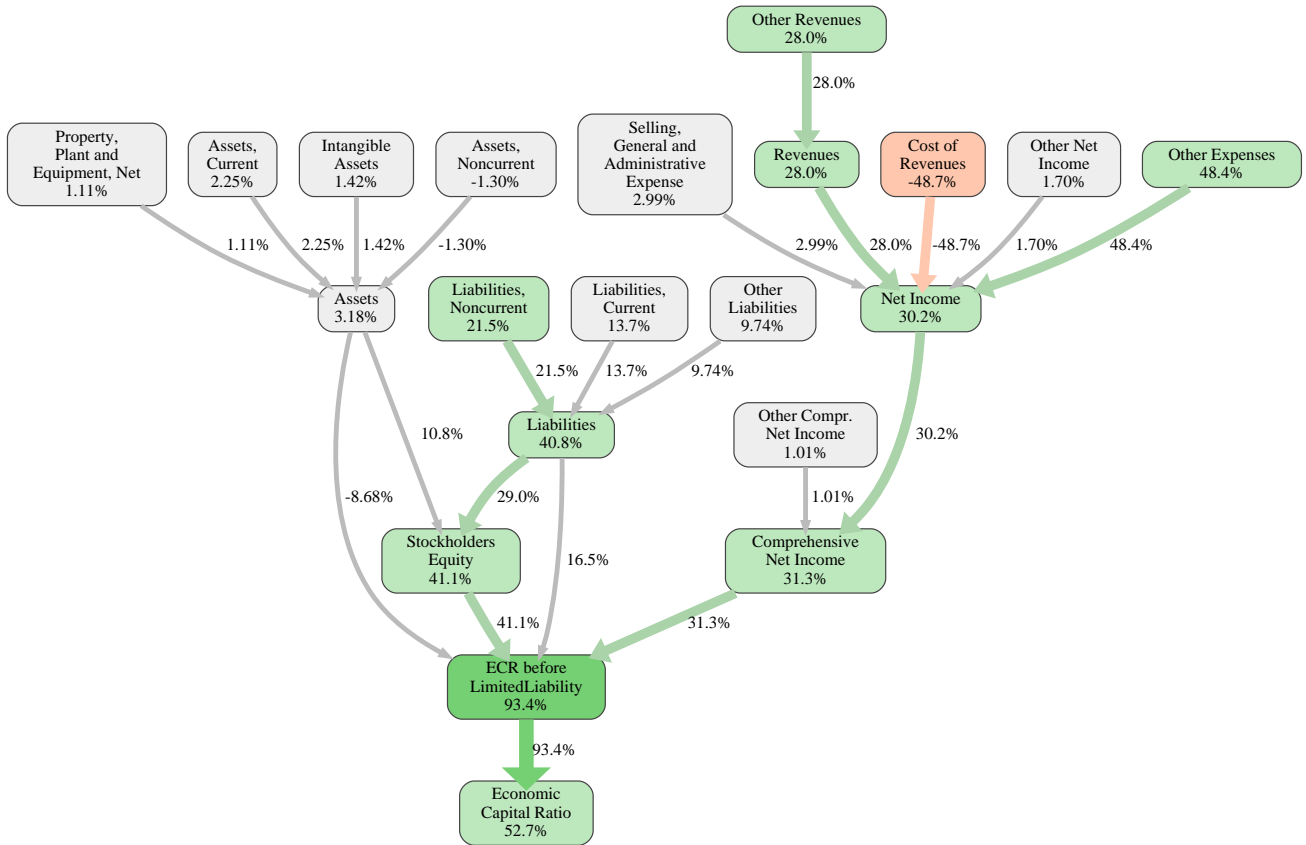 Other Revenues
28.0%
28.0%
Property,
Plant and
Equipment, Net
1.11%
Assets,
Current
2.25%
Intangible
Assets
1.42%
Assets,
Noncurrent
-1.30%
Selling,
General and
Administrative
Expense
2.99%
Revenues
28.0%
Cost of
Revenues
-48.7%
Other Net
Income
1.70%
Other Expenses
48.4%
1.11%
2.25%
1.42%
-1.30%
2.99%
28.0%
-48.7%
1.70%
48.4%
Assets
3.18%
Liabilities,
Noncurrent
21.5%
Liabilities,
Current
13.7%
Other
Liabilities
9.74%
Net Income
30.2%
21.5%
13.7%
9.74%
Liabilities
40.8%
Other Compr.
Net Income
1.01%
10.8%
30.2%
-8.68%
29.0%
1.01%
Stockholders
Equity
41.1%
16.5%
Comprehensive
Net Income
31.3%
41.1%
31.3%
ECR before
LimitedLiability
93.4%
93.4%
Economic
Capital Ratio
52.7%